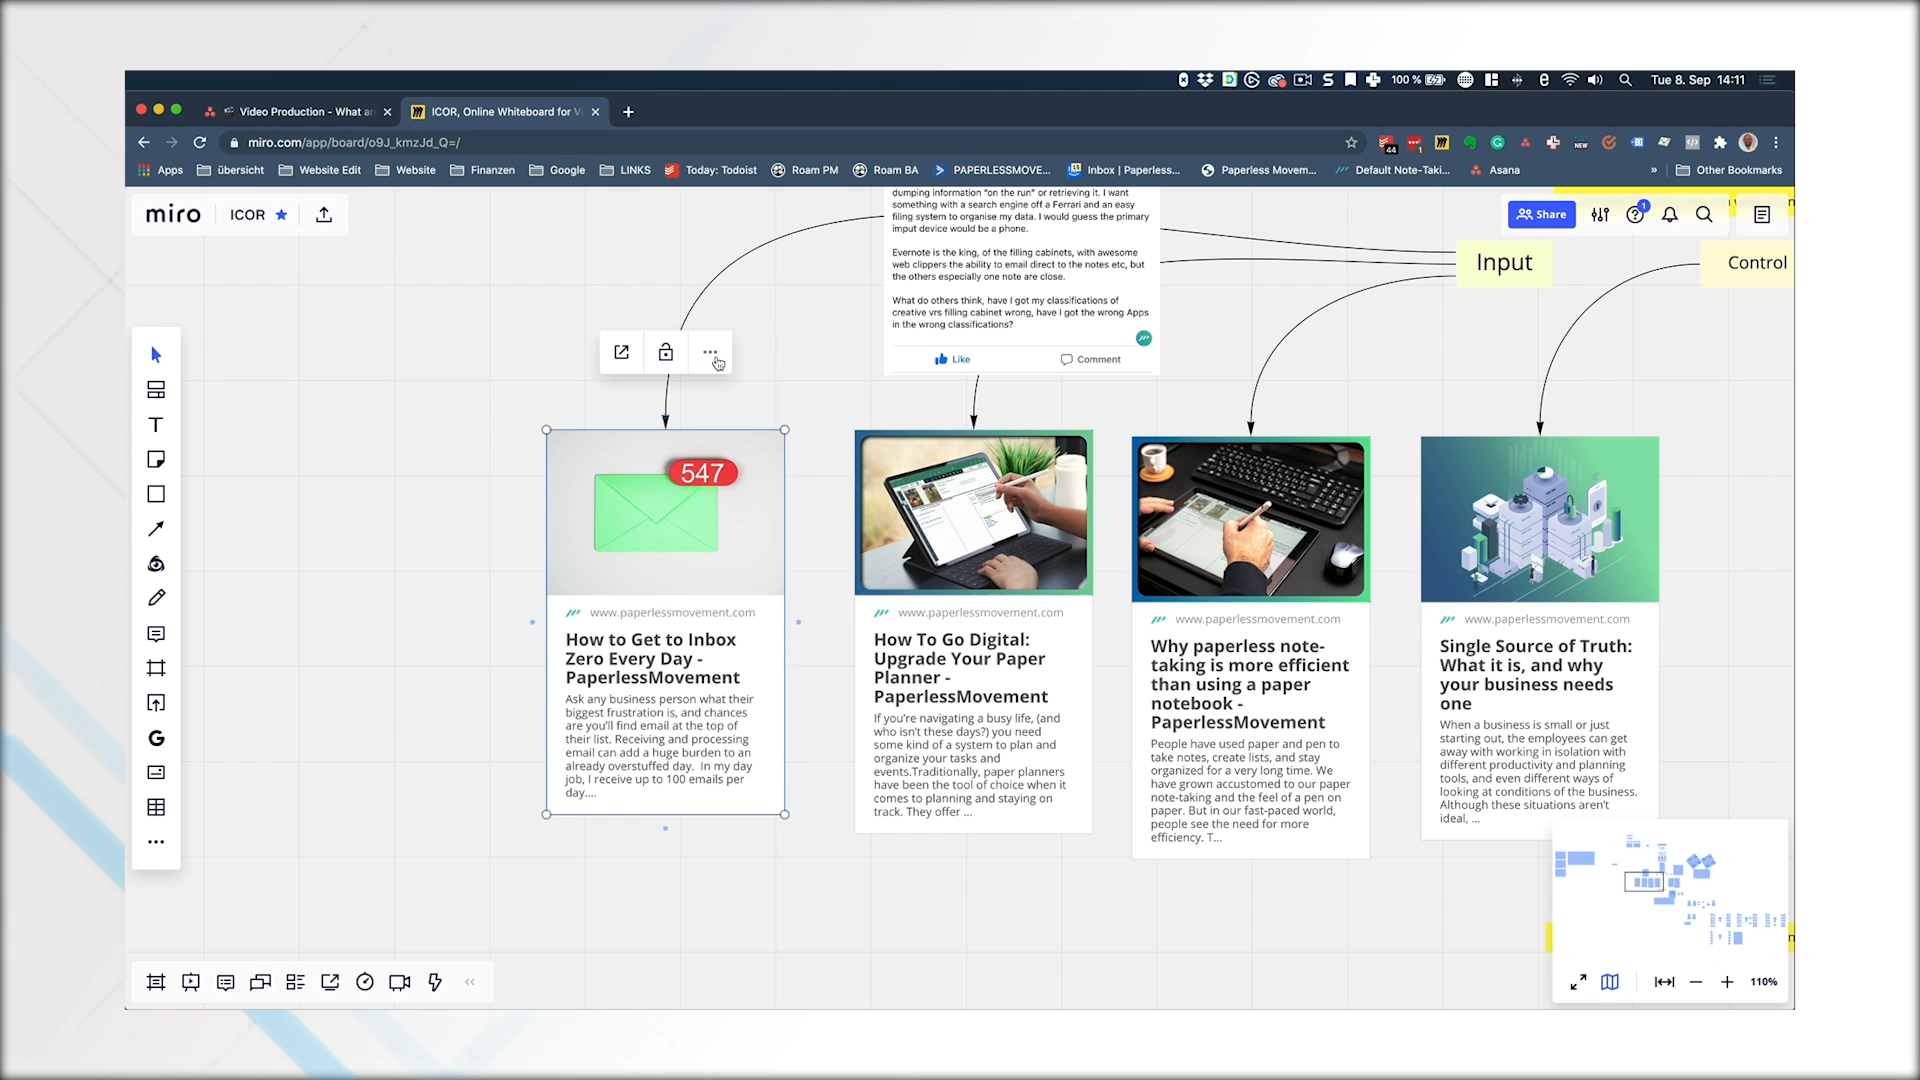 100 %
Tue 8. Sep 14:11
Video Production - What an
ICOR, Online Whiteboard for Vi
miro.com/app/board/o9J_kmzJd_Q=/
44
1
NEW
Apps
übersicht
Website Edit
Website
Finanzen
Google
LINKS
Today: Todoist
Roam PM
Roam BA
PAPERLESSMOVE...
Inbox | Paperless...
Paperless Movem...
Default Note-Taki...
Asana
»
Other Bookmarks
miro
ICOR
Share
1
dumping information "on the run" or retrieving it. I want
something with a search engine off a Ferrari and an easy
filing system to organise my data. I would guess the primary
imput device would be a phone.
Evernote is the king, of the filling cabinets, with awesome
web clippers the ability to email direct to the notes etc, but
the others especially one note are close.
What do others think, have I got my classifications of
creative vrs filling cabinet wrong, have I got the wrong Apps
in the wrong classifications?
Like
Comment
Input
Control
547
www.paperlessmovement.com
How to Get to Inbox
Zero Every Day -
PaperlessMovement
Ask any business person what their
biggest frustration is, and chances
are you'll find email at the top of
their list. Receiving and processing
email can add a huge burden to an
already overstuffed day. In my day
job, I receive up to 100 emails per
day....
www.paperlessmovement.com
How To Go Digital:
Upgrade Your Paper
Planner -
PaperlessMovement
If you're navigating a busy life, (and
who isn't these days?) you need
some kind of a system to plan and
organize your tasks and
events.Traditionally, paper planners
have been the tool of choice when it
comes to planning and staying on
track. They offer ...
www.paperlessmovement.com
Why paperless note-
taking is more efficient
than using a paper
notebook -
PaperlessMovement
People have used paper and pen to
take notes, create lists, and stay
organized for a very long time. We
have grown accustomed to our paper
note-taking and the feel of a pen on
paper. But in our fast-paced world,
people see the need for more
efficiency. T...
www.paperlessmovement.com
Single Source of Truth:
What it is, and why
your business needs
one
When a business is small or just
starting out, the employees can get
away with working in isolation with
different productivity and planning
tools, and even different ways of
looking at conditions of the business.
Although these situations aren't
ideal, ...
110%